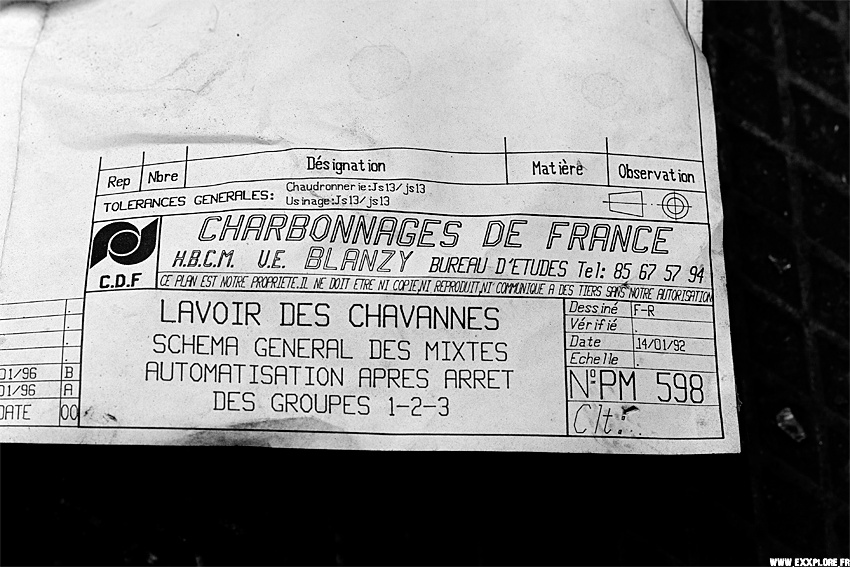 Rep Nbre Désignation Matière Observation
TOLERANCES GENERALES: Chaudronnerie:Js13/js13
Usinage:Js13/js13
C.D.F
CHARBONNAGES DE FRANCE
H.B.C.M. U.E. BLANZY BUREAU D'ETUDES Tel: 85 67 57 94
CE PLAN EST NOTRE PROPRIETE.IL NE DOIT ETRE NI COPIE,NI REPRODUIT,NI COMMUNIQUE A DES TIERS SANS NOTRE AUTORISATION
LAVOIR DES CHAVANNES
SCHEMA GENERAL DES MIXTES
AUTOMATISATION APRES ARRET
DES GROUPES 1-2-3
Dessiné F-R
Vérifié .
Date 14/01/92
Echelle .
N°PM 598
Clt:.
01/96 B
01/96 A
DATE 00
WWW.EXXPLORE.FR